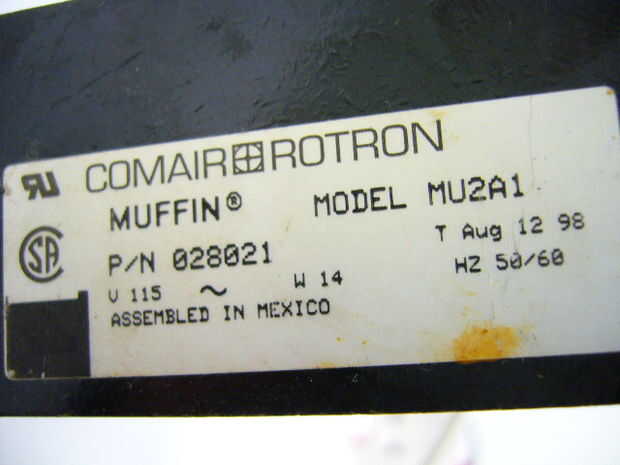 COMAIR ROTRON
MUFFIN® MODEL MU2A1
P/N 028021 T Aug 12 98
V 115 ~ W 14 HZ 50/60
ASSEMBLED IN MEXICO